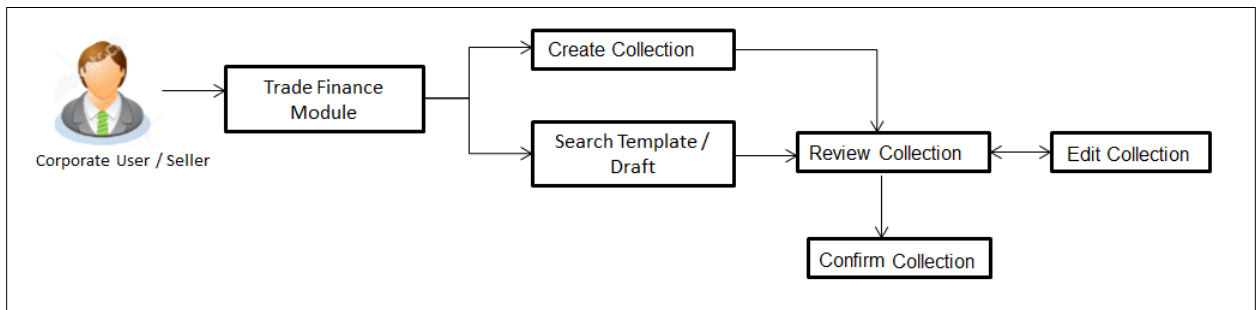 Corporate User / Seller
Trade Finance
Module
Create Collection
Search Template /
Draft
Review Collection
Edit Collection
Confirm Collection